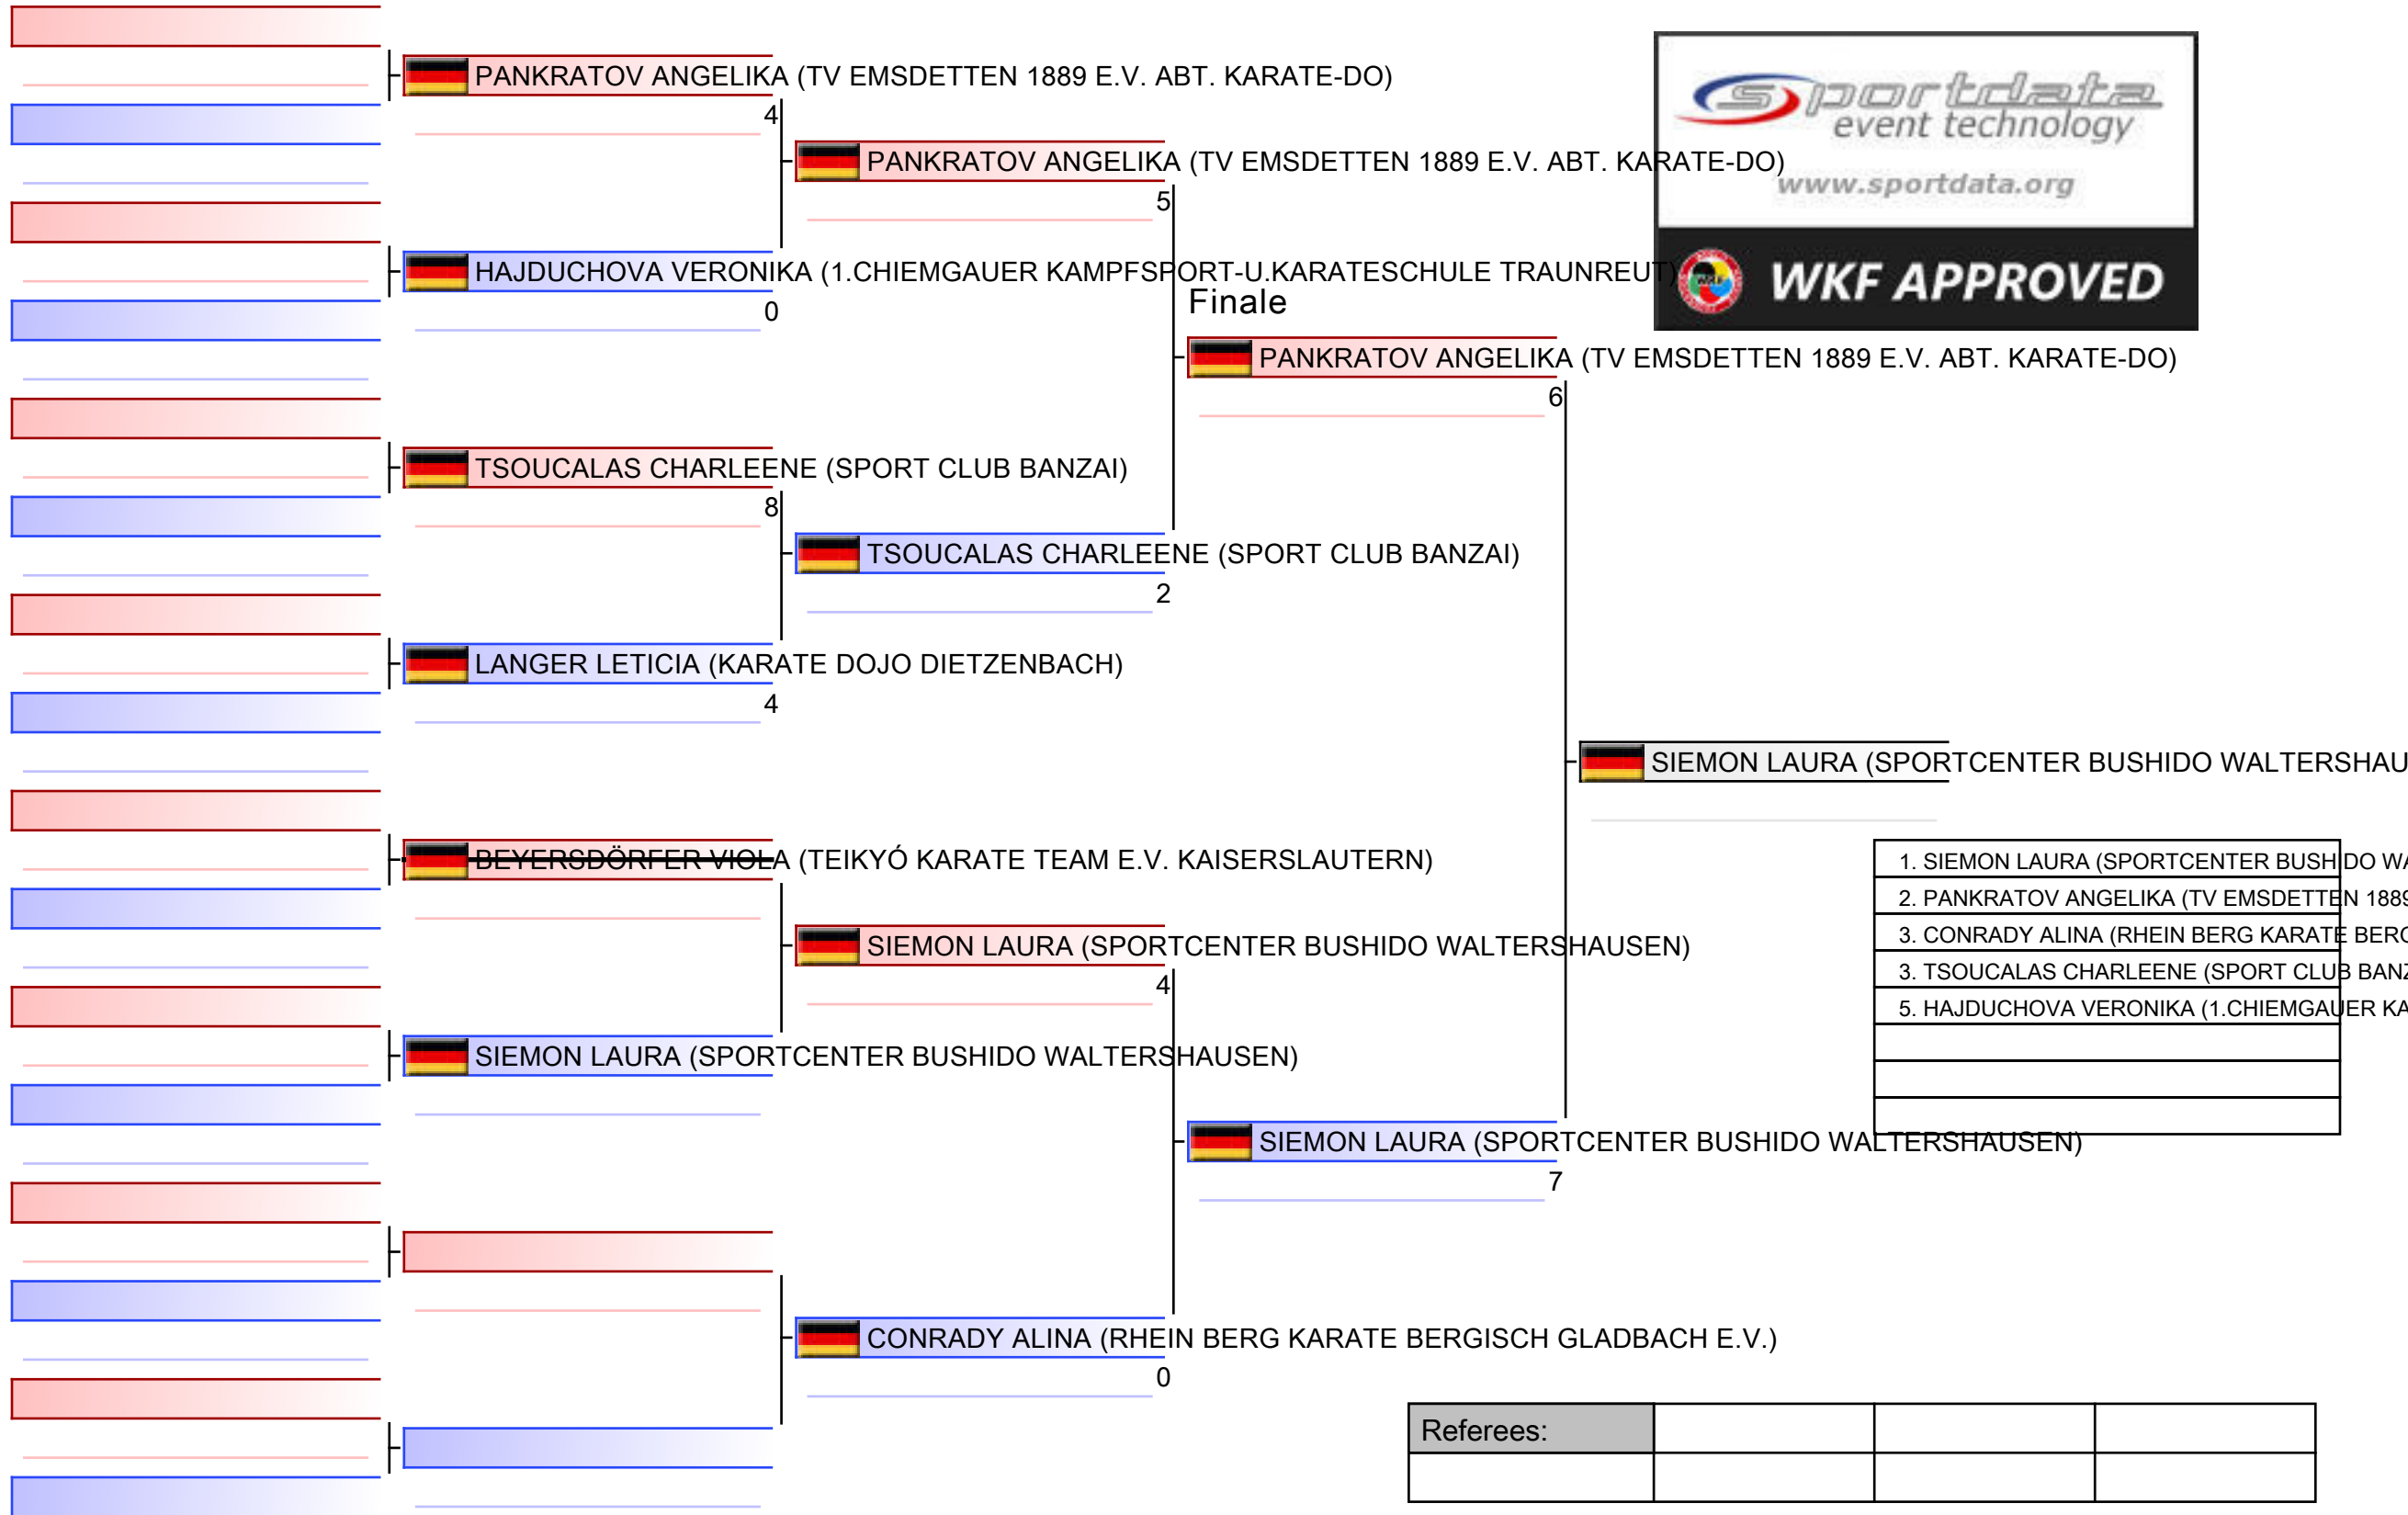 PANKRATOV ANGELIKA (TV EMSDETTEN 1889 E.V. ABT. KARATE-DO)
4
PANKRATOV ANGELIKA (TV EMSDETTEN 1889 E.V. ABT. KARATE-DO)
5
HAJDUCHOVA VERONIKA (1.CHIEMGAUER KAMPFSPORT-U.KARATESCHULE TRAUNREUT)
0
Finale
PANKRATOV ANGELIKA (TV EMSDETTEN 1889 E.V. ABT. KARATE-DO)
6
sportdata
event technology
www.sportdata.org
WKF
WKF APPROVED
TSOUCALAS CHARLEENE (SPORT CLUB BANZAI)
8
TSOUCALAS CHARLEENE (SPORT CLUB BANZAI)
2
LANGER LETICIA (KARATE DOJO DIETZENBACH)
4
SIEMON LAURA (SPORTCENTER BUSHIDO WALTERSHAU
BEYERSDÖRFER VIOLA (TEIKYÓ KARATE TEAM E.V. KAISERSLAUTERN)
SIEMON LAURA (SPORTCENTER BUSHIDO WALTERSHAUSEN)
4
SIEMON LAURA (SPORTCENTER BUSHIDO WALTERSHAUSEN)
SIEMON LAURA (SPORTCENTER BUSHIDO WALTERSHAUSEN)
7
CONRADY ALINA (RHEIN BERG KARATE BERGISCH GLADBACH E.V.)
0
1. SIEMON LAURA (SPORTCENTER BUSHIDO WA
2. PANKRATOV ANGELIKA (TV EMSDETTEN 1889
3. CONRADY ALINA (RHEIN BERG KARATE BERG
3. TSOUCALAS CHARLEENE (SPORT CLUB BANZ
5. HAJDUCHOVA VERONIKA (1.CHIEMGAUER KA
Referees: